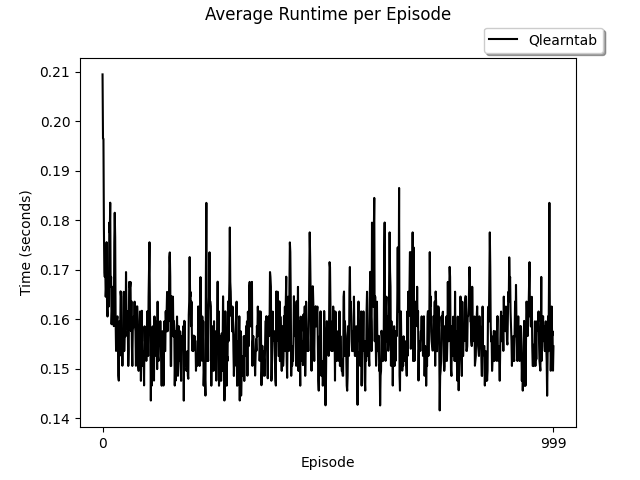 Average Runtime per Episode
Qlearntab
0.21
0.20
0.19
0.18
0.17
0.16
0.15
0.14
Time (seconds)
0
999
Episode